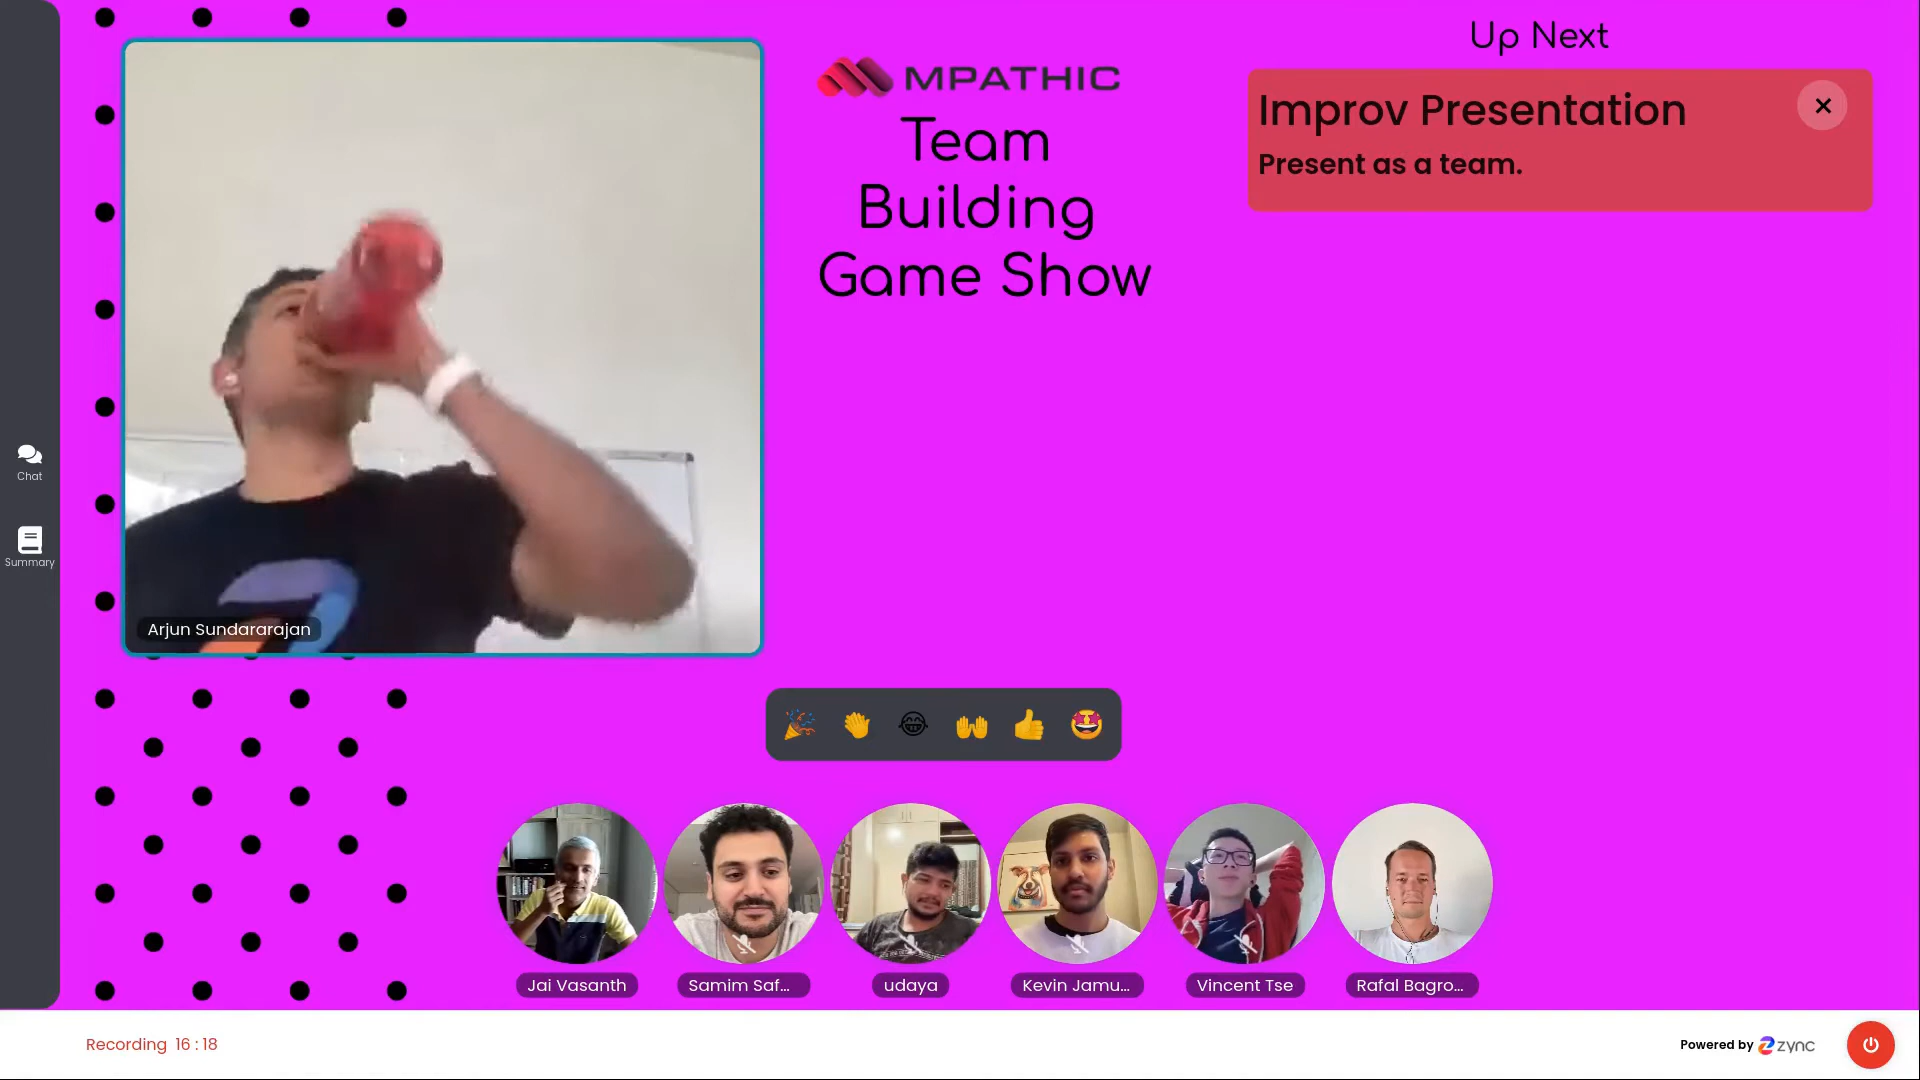 Up Next
MPATHIC
Team
Building
Game Show
Improv Presentation
Present as a team.
Chat
Summary
Arjun Sundararajan
Jai Vasanth
Samim Saf...
udaya
Kevin Jamu...
Vincent Tse
Rafal Bagro...
Recording 16 : 18
Powered by zync